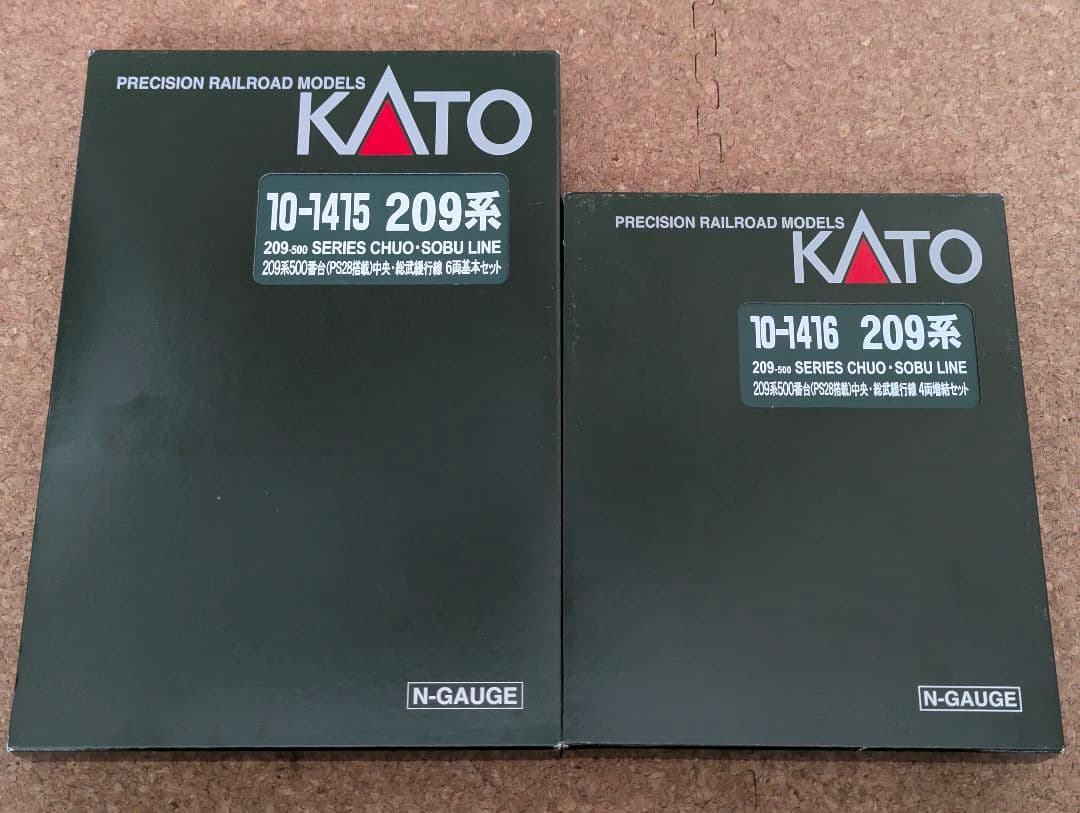 PRECISION RAILROAD MODELS
KATO
10-1415 209系
209-500 SERIES CHUO・SOBU LINE
209系500番台(PS28搭載)中央・総武緩行線 6両基本セット
N-GAUGE
PRECISION RAILROAD MODELS
KATO
10-1416 209系
209-500 SERIES CHUO・SOBU LINE
209系500番台(PS28搭載)中央・総武緩行線 4両増結セット
N-GAUGE